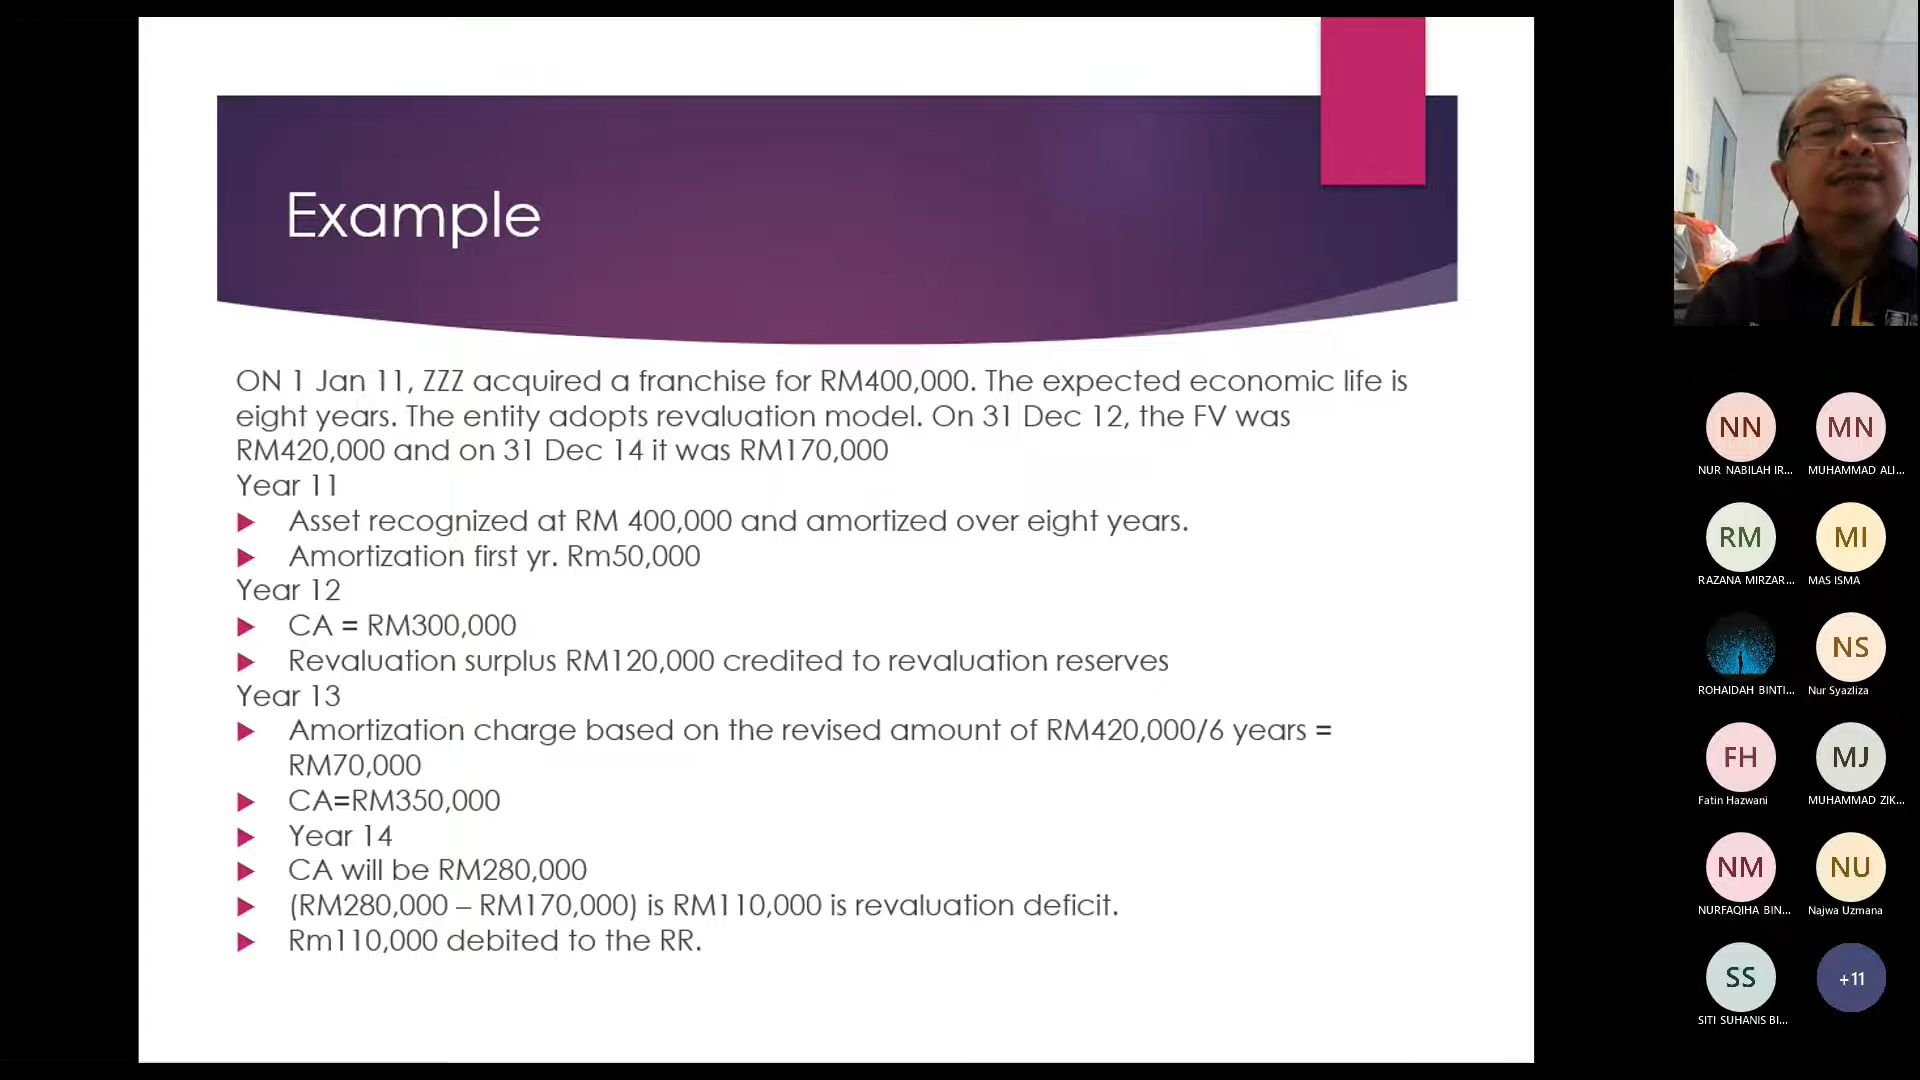 Example
ON 1 Jan 11, ZZZ acquired a franchise for RM400,000. The expected economic life is
eight years. The entity adopts revaluation model. On 31 Dec 12, the FV was
RM420,000 and on 31 Dec 14 it was RM170,000
Year 11
Asset recognized at RM 400,000 and amortized over eight years.
Amortization first yr. Rm50,000
Year 12
CA = RM300,000
Revaluation surplus RM120,000 credited to revaluation reserves
Year 13
Amortization charge based on the revised amount of RM420,000/6 years =
RM70,000
CA=RM350,000
Year 14
CA will be RM280,000
(RM280,000 – RM170,000) is RM110,000 is revaluation deficit.
Rm110,000 debited to the RR.
NN MN
NUR NABILAH IR... MUHAMMAD ALI...
RM MI
RAZANA MIRZAR... MAS ISMA
NS
ROHAIDAH BINTI... Nur Syazliza
FH MJ
Fatin Hazwani MUHAMMAD ZIK...
NM NU
NURFAQIHA BIN... Najwa Uzmana
SS +11
SITI SUHANIS BI...